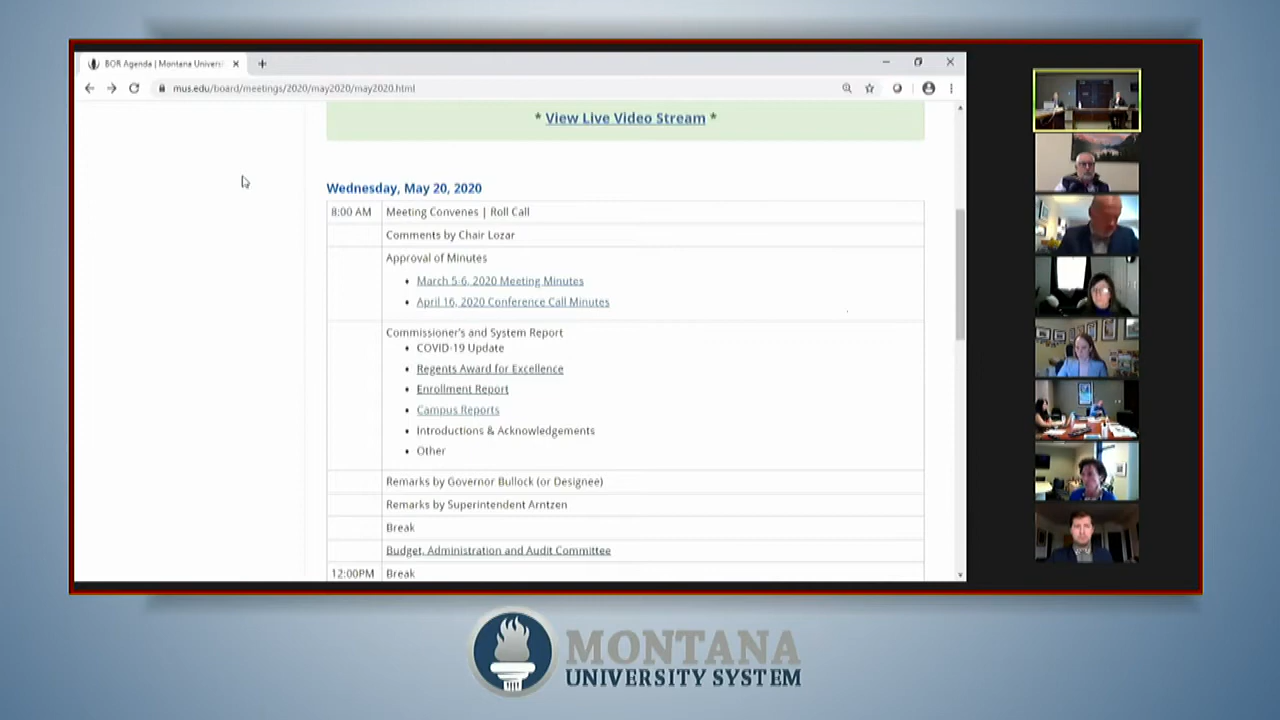 BOR Agenda | Montana Univers
mus.edu/board/meetings/2020/may2020/may2020.html
* View Live Video Stream *
Wednesday, May 20, 2020
8:00 AM Meeting Convenes | Roll Call
Comments by Chair Lozar
Approval of Minutes
• March 5-6, 2020 Meeting Minutes
• April 16, 2020 Conference Call Minutes
Commissioner's and System Report
• COVID-19 Update
• Regents Award for Excellence
• Enrollment Report
• Campus Reports
• Introductions & Acknowledgements
• Other
Remarks by Governor Bullock (or Designee)
Remarks by Superintendent Arntzen
Break
Budget, Administration and Audit Committee
12:00PM Break
MONTANA
UNIVERSITY SYSTEM